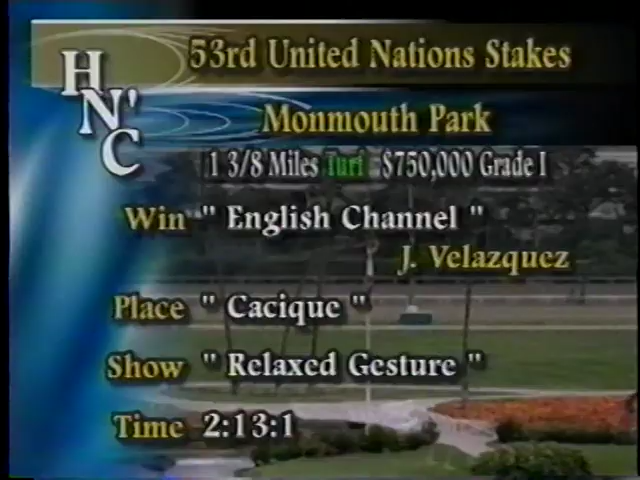 HN'C
53rd United Nations Stakes
Monmouth Park
1 3/8 Miles Turf $750,000 Grade I
Win " English Channel "
J. Velazquez
Place " Cacique "
Show " Relaxed Gesture "
Time 2:13:1